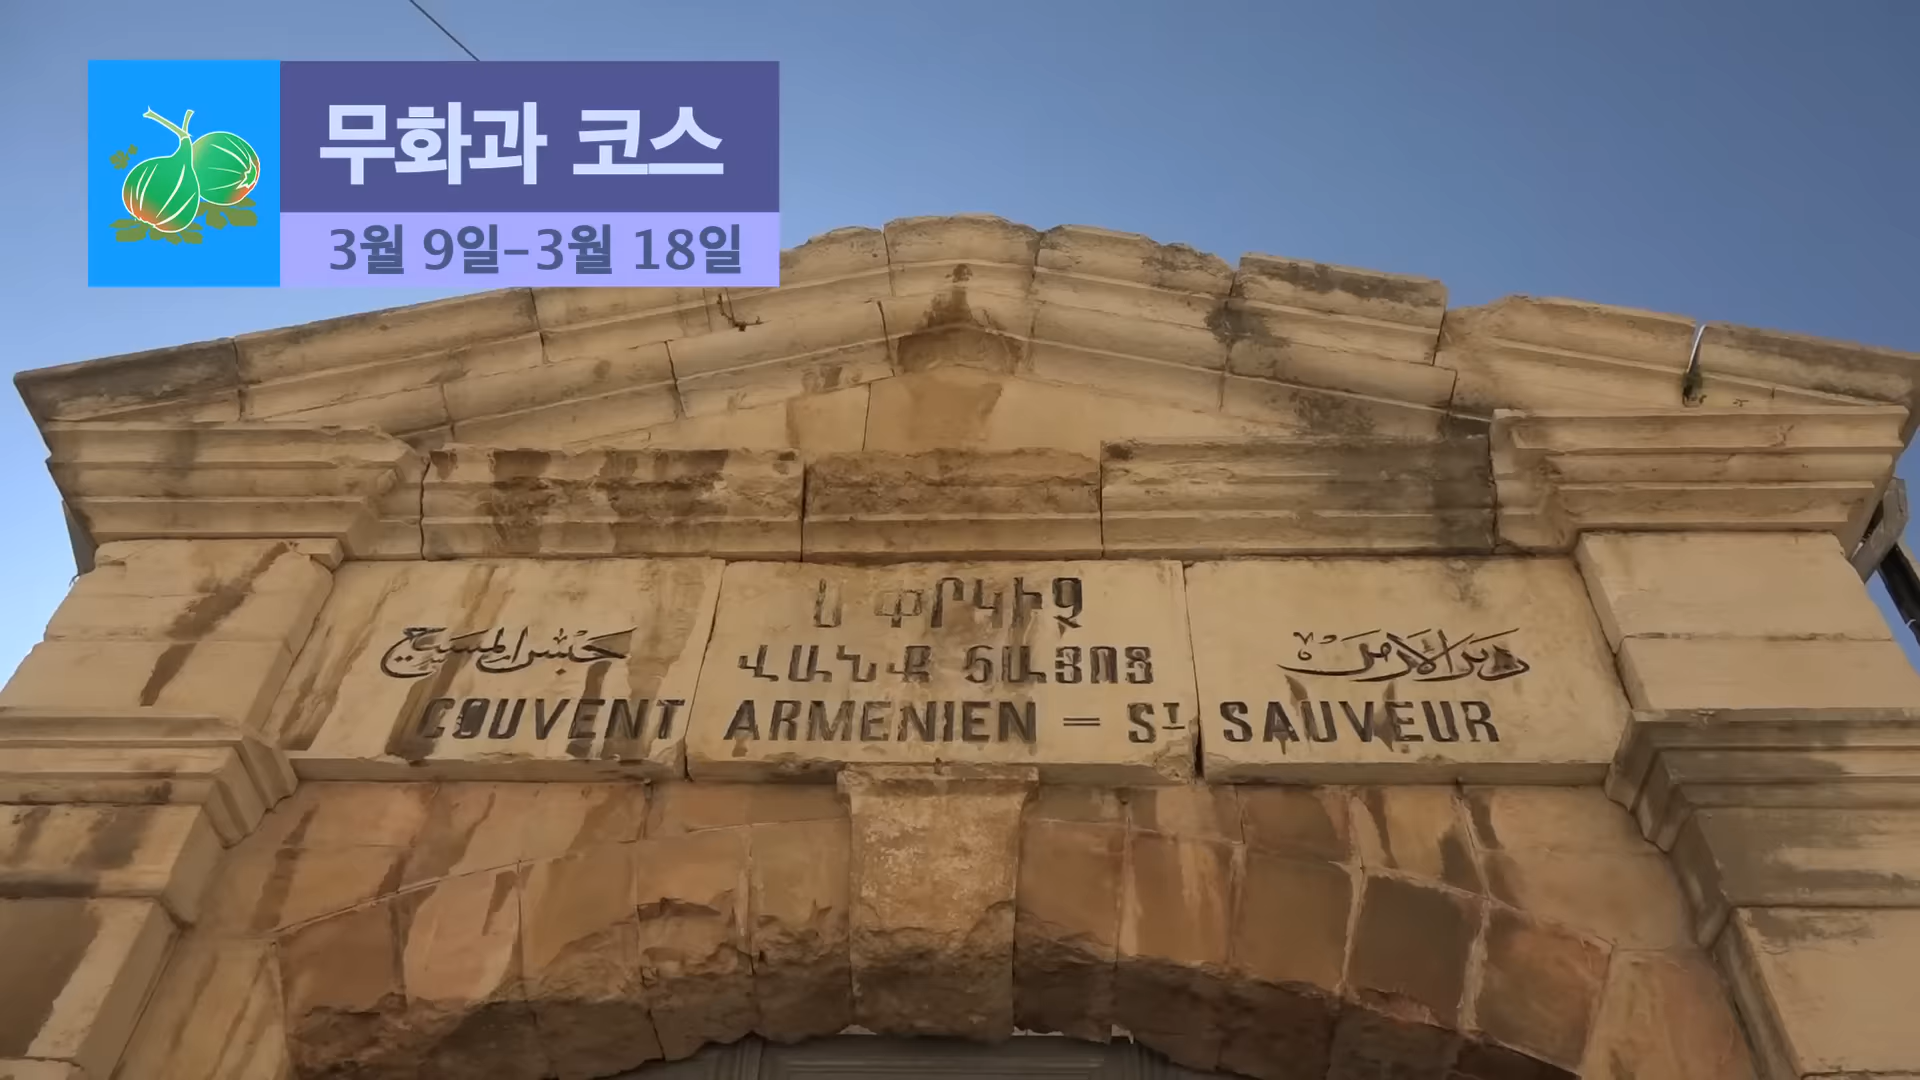 무화과 코스
3월 9일-3월 18일
Ս ՓՐԿԻՉ
حبس المسيح
ՎԱՆՔ ՀԱՅՈՑ
دير الارمن
COUVENT ARMENIEN = ST SAUVEUR